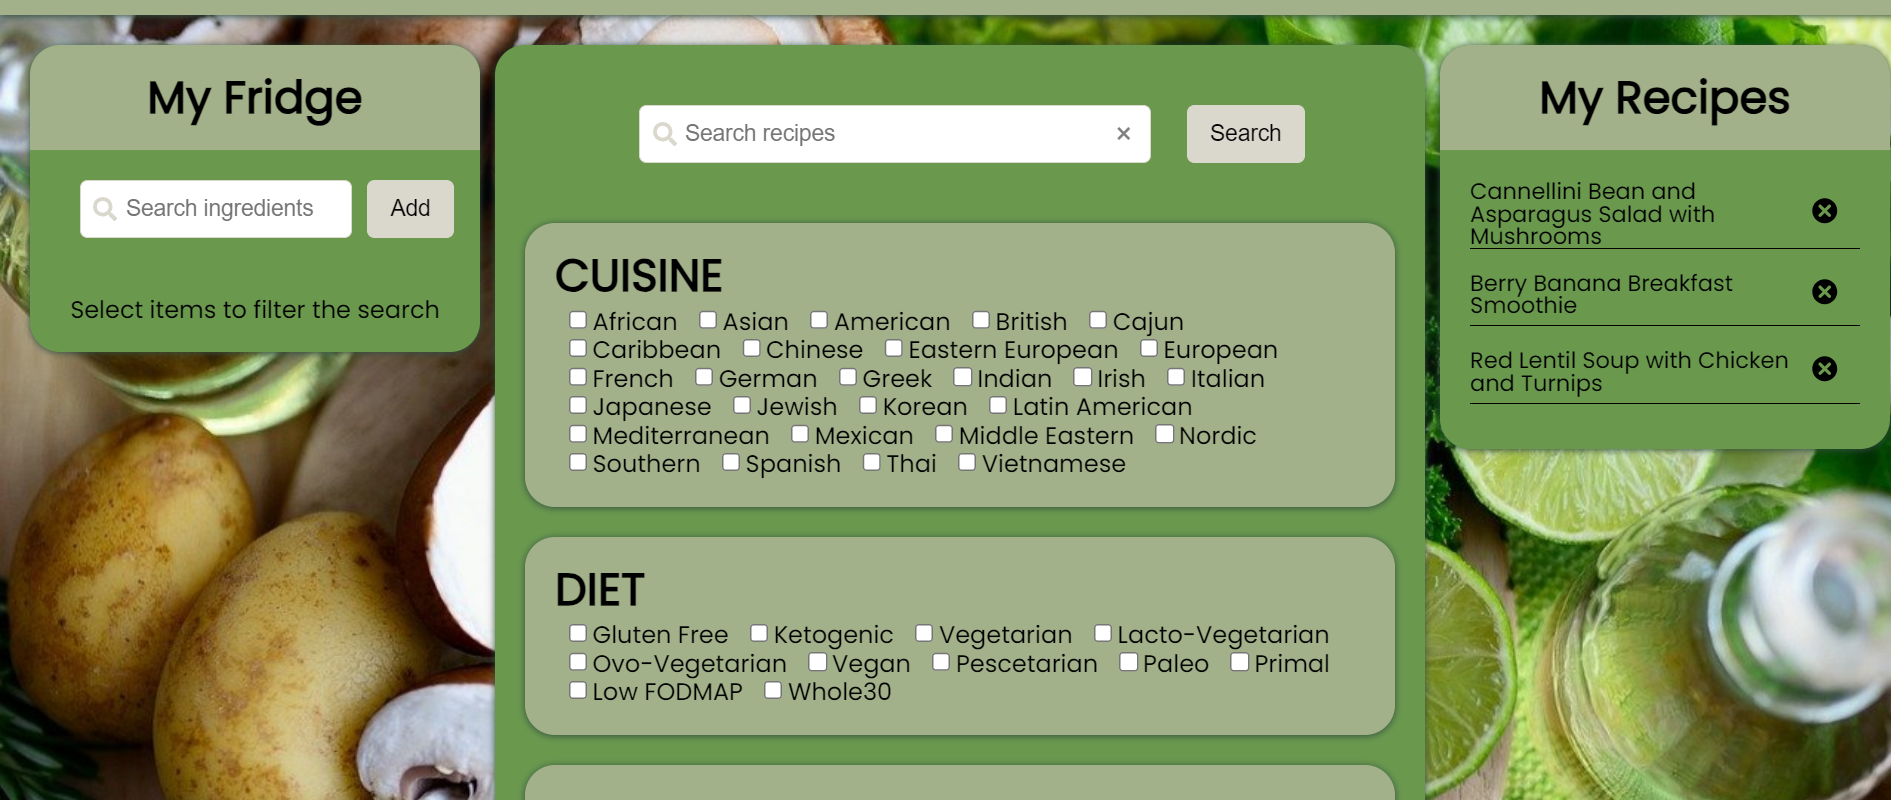 My Fridge
Search ingredients
Add
Select items to filter the search
Search recipes
×
Search
CUISINE
African Asian American British Cajun
Caribbean Chinese Eastern European European
French German Greek Indian Irish Italian
Japanese Jewish Korean Latin American
Mediterranean Mexican Middle Eastern Nordic
Southern Spanish Thai Vietnamese
DIET
Gluten Free Ketogenic Vegetarian Lacto-Vegetarian
Ovo-Vegetarian Vegan Pescetarian Paleo Primal
Low FODMAP Whole30
My Recipes
Cannellini Bean and
Asparagus Salad with
Mushrooms
Berry Banana Breakfast
Smoothie
Red Lentil Soup with Chicken
and Turnips